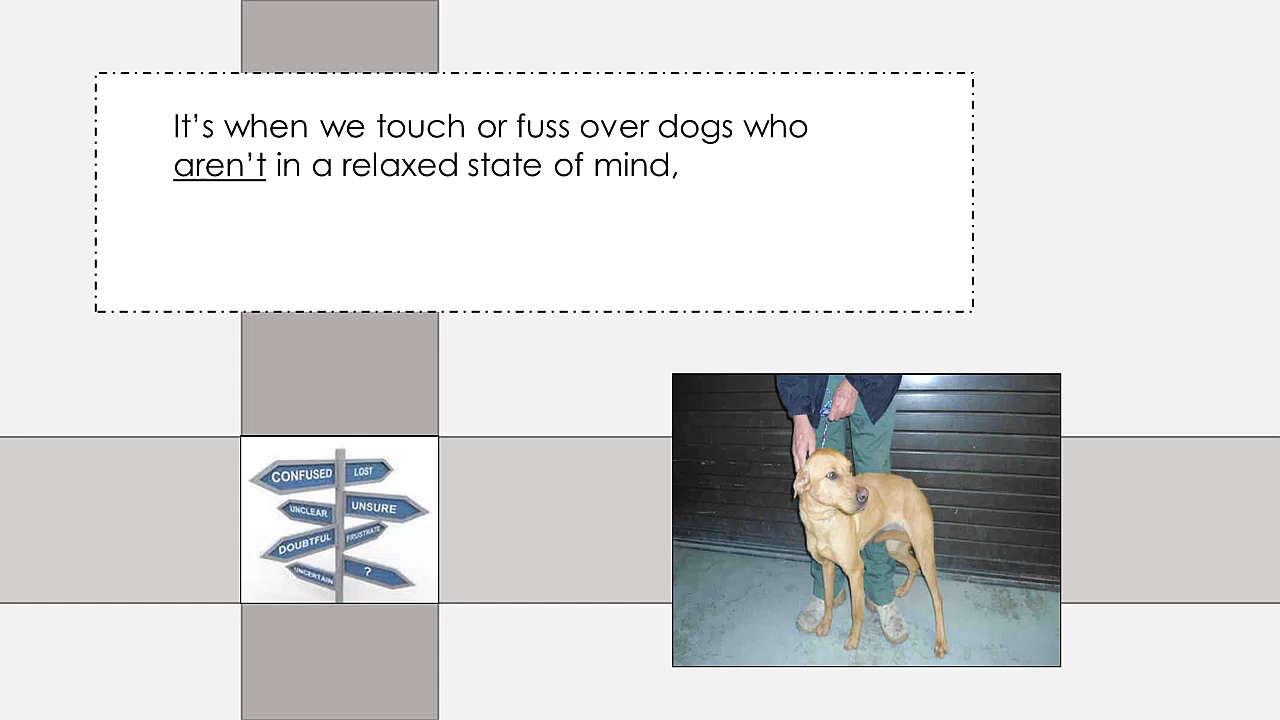 It's when we touch or fuss over dogs who
aren't in a relaxed state of mind,
CONFUSED
LOST
UNCLEAR
UNSURE
DOUBTFUL
FRUSTRATE
UNCERTAIN
?